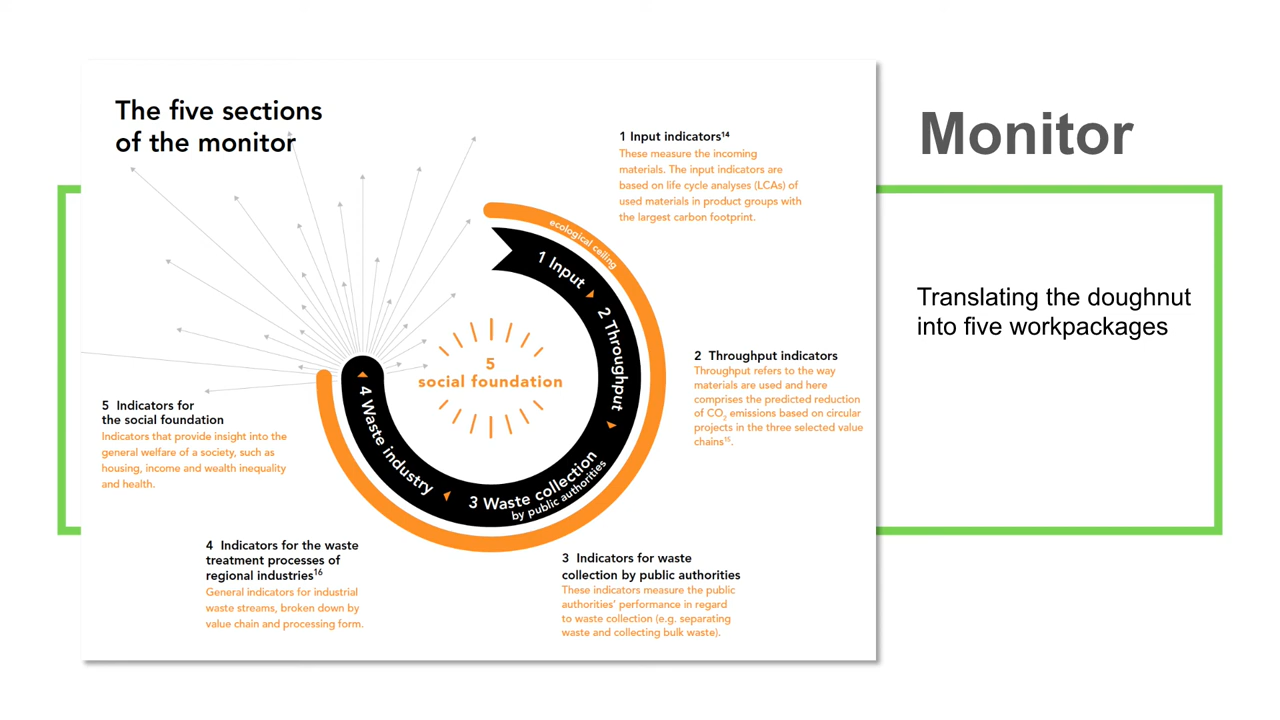 The five sections
of the monitor
Monitor
Translating the doughnut
into five workpackages
1 Input indicators¹⁴
These measure the incoming
materials. The input indicators are
based on life cycle analyses (LCAs) of
used materials in product groups with
the largest carbon footprint.
ecological ceiling
1 Input
2 Throughput
3 Waste collection
by public authorities
4 Waste industry
5
social foundation
2 Throughput indicators
Throughput refers to the way
materials are used and here
comprises the predicted reduction
of CO₂ emissions based on circular
projects in the three selected value
chains¹⁵.
3 Indicators for waste
collection by public authorities
These indicators measure the public
authorities’ performance in regard
to waste collection (e.g. separating
waste and collecting bulk waste).
4 Indicators for the waste
treatment processes of
regional industries¹⁶
General indicators for industrial
waste streams, broken down by
value chain and processing form.
5 Indicators for
the social foundation
Indicators that provide insight into the
general welfare of a society, such as
housing, income and wealth inequality
and health.